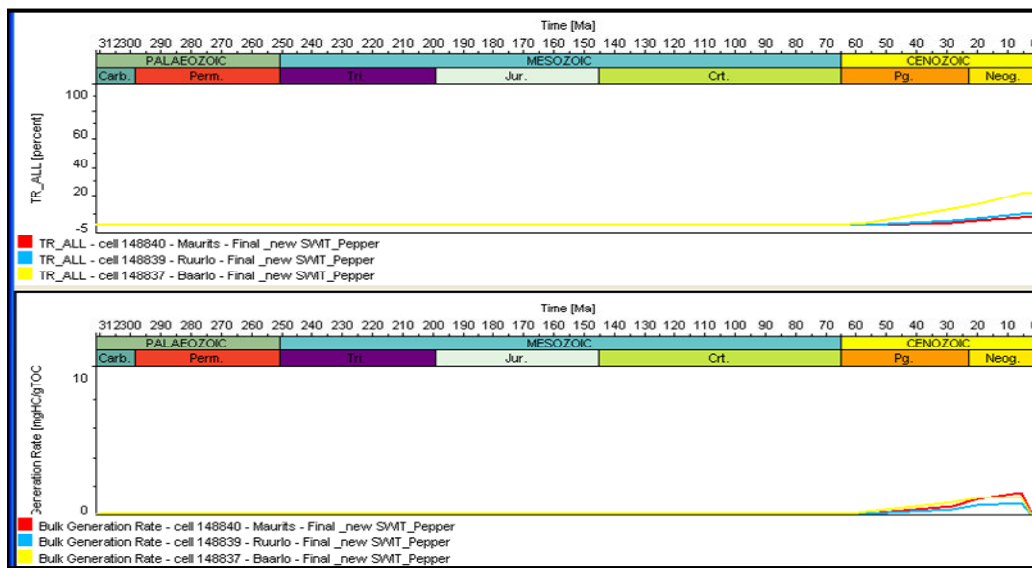 Time [Ma]
312300 290 280 270 260 250 240 230 220 210 200 190 180 170 160 150 140 130 120 110 100 90 80 70 60 50 40 30 20 10 0
PALAEOZOIC MESOZOIC CENOZOIC
Carb. Perm. Tri. Jur. Crt. Pg. Neog.
TR_ALL [percent]
100
60
40
20
-5
TR_ALL - cell 148840 - Maurits - Final _new SWIT_Pepper
TR_ALL - cell 148839 - Ruurlo - Final _new SWIT_Pepper
TR_ALL - cell 148837 - Baarlo - Final _new SWIT_Pepper
Time [Ma]
312300 290 280 270 260 250 240 230 220 210 200 190 180 170 160 150 140 130 120 110 100 90 80 70 60 50 40 30 20 10
PALAEOZOIC MESOZOIC CENOZOIC
Carb. Perm. Tri. Jur. Crt. Pg. Neog.
Generation Rate [mgHC/gTOC
10
0
Bulk Generation Rate - cell 148840 - Maurits - Final _new SWIT_Pepper
Bulk Generation Rate - cell 148839 - Ruurlo - Final _new SWIT_Pepper
Bulk Generation Rate - cell 148837 - Baarlo - Final _new SWIT_Pepper